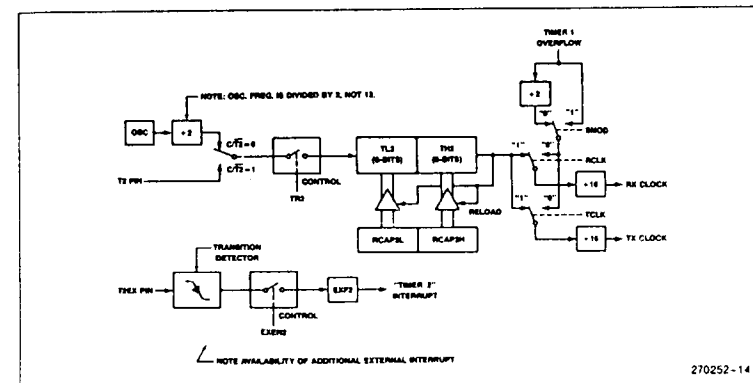 TIMER 1
OVERFLOW
÷2
"0"
"1"
SMOD
NOTE: OSC. FREQ. IS DIVIDED BY 2, NOT 12.
OSC
÷2
C/T2=0
C/T2=1
T2 PIN
TR2
CONTROL
TL2
(8-BITS)
TH2
(8-BITS)
"1"
"0"
RCLK
÷16
RX CLOCK
RELOAD
"1"
"0"
TCLK
÷16
TX CLOCK
RCAP2L
RCAP2H
TRANSITION
DETECTOR
T2EX PIN
EXF2
"TIMER 2"
INTERRUPT
CONTROL
EXEN2
NOTE AVAILABILITY OF ADDITIONAL EXTERNAL INTERRUPT
270252-14